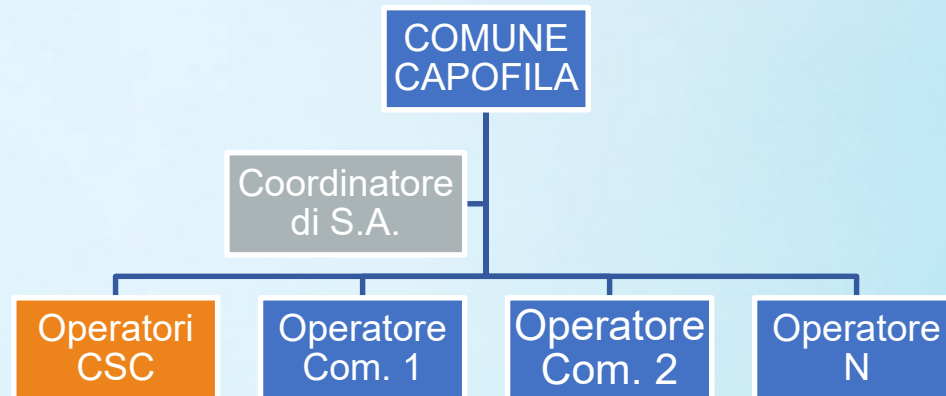 COMUNE
CAPOFILA
Coordinatore
di S.A.
Operatori
CSC
Operatore
Com. 1
Operatore
Com. 2
Operatore
N